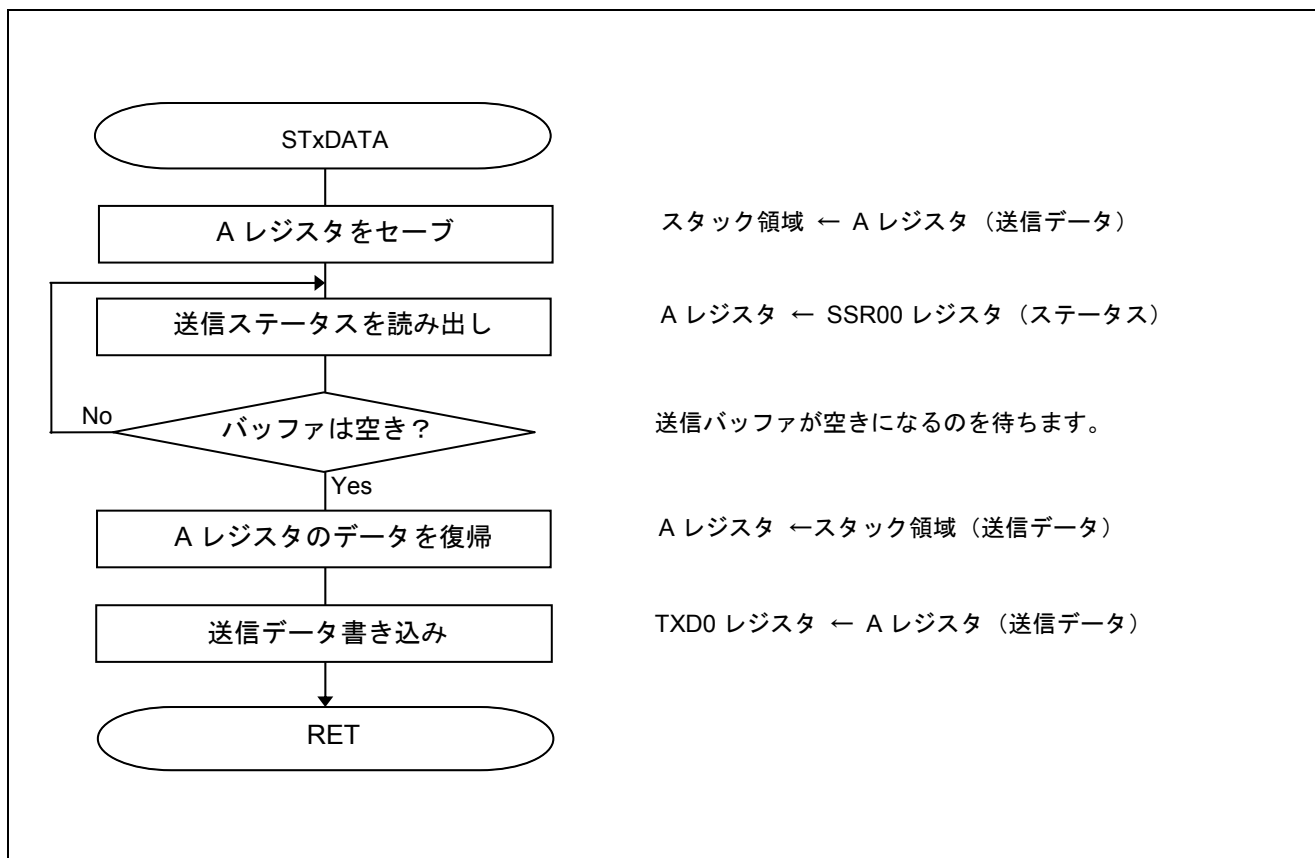 STxDATA
A レジスタをセーブ
スタック領域 ← A レジスタ（送信データ）
送信ステータスを読み出し
A レジスタ ← SSR00 レジスタ（ステータス）
No
バッファは空き？
送信バッファが空きになるのを待ちます。
Yes
A レジスタのデータを復帰
A レジスタ ←スタック領域（送信データ）
送信データ書き込み
TXD0 レジスタ ← A レジスタ（送信データ）
RET